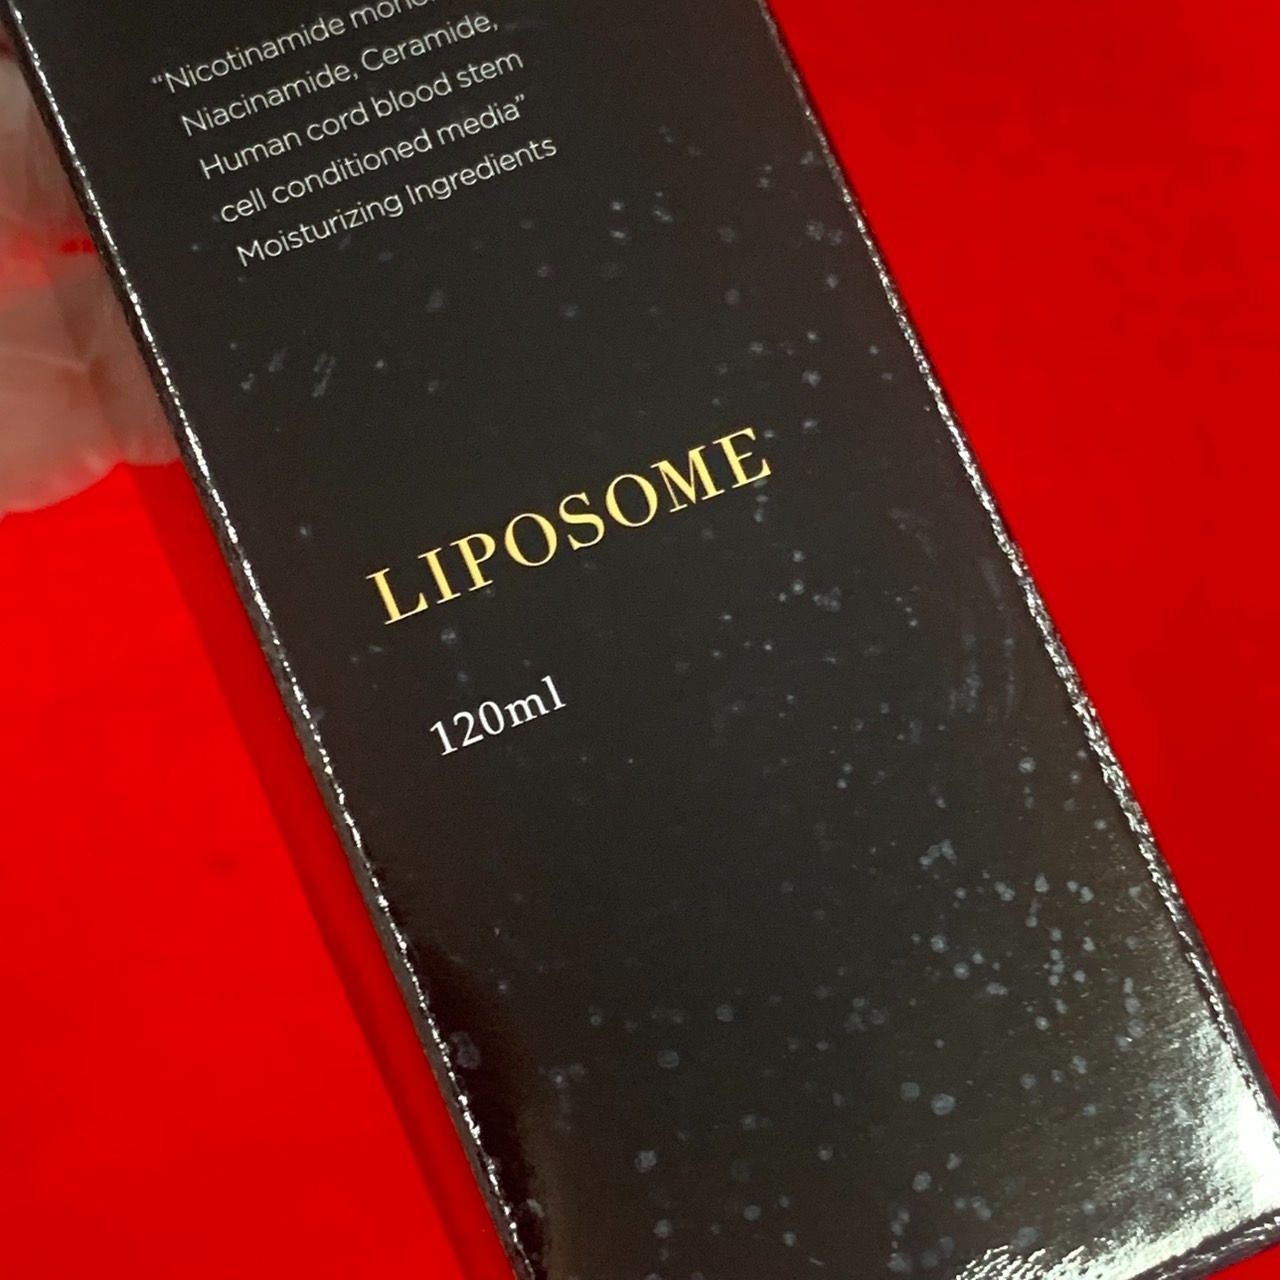 “Nicotinamide
Niacinamide, Ceramide,
Human cord blood stem
cell conditioned media”
Moisturizing Ingredients
LIPOSOME
120ml